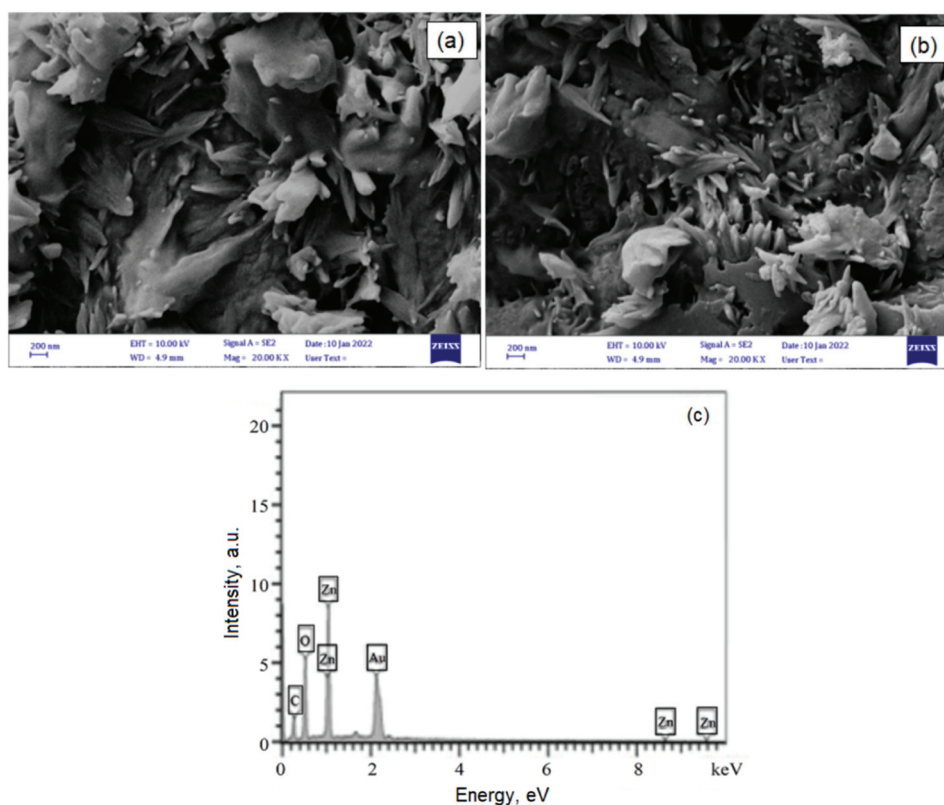 (a)
200 nm
EHT = 10.00 kV
Signal A = SE2
Date :10 Jan 2022
WD = 4.9 mm
Mag = 20.00 K X
User Text =
ZEISS
(b)
200 nm
EHT = 10.00 kV
Signal A = SE2
Date :10 Jan 2022
WD = 4.9 mm
Mag = 20.00 K X
User Text =
ZEISS
(c)
Intensity, a.u.
20
15
10
5
0
Zn
O
Zn
Au
C
Zn
Zn
0 2 4 6 8 keV
Energy, eV